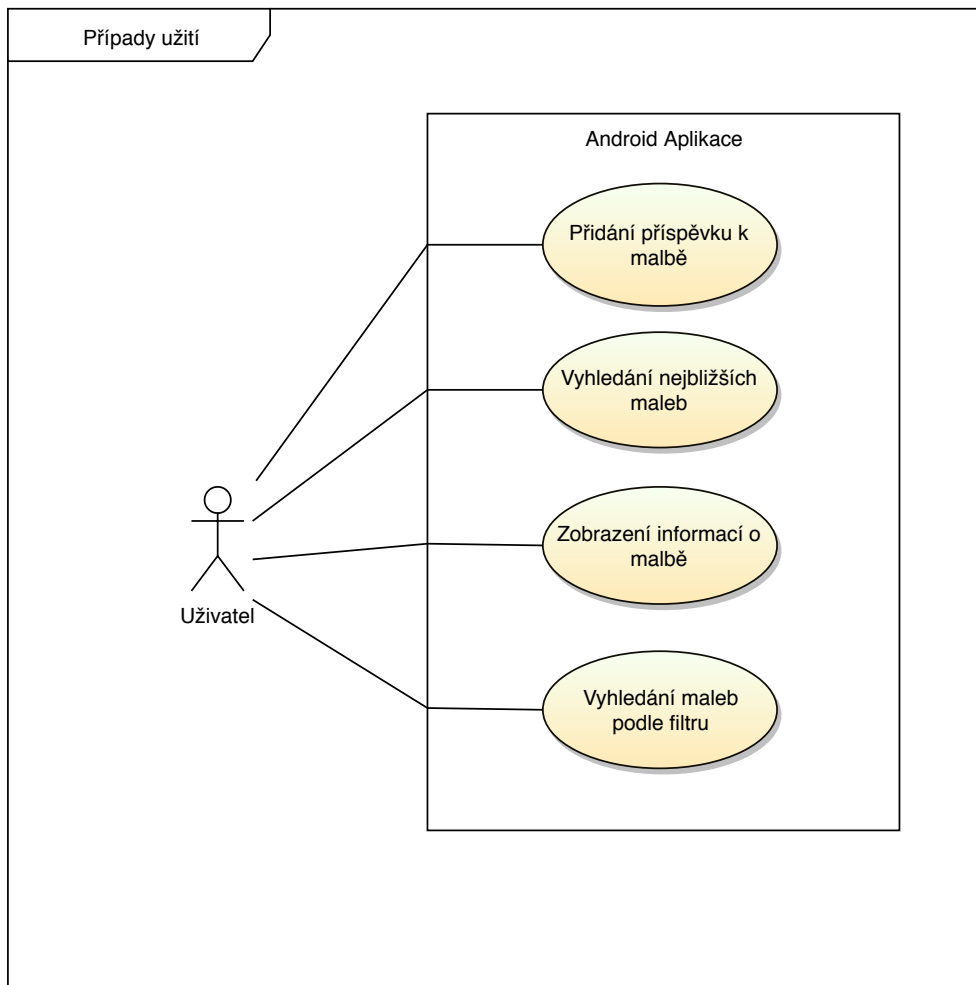 Případy užití
Android Aplikace
Přidání příspěvku k
malbě
Vyhledání nejbližších
maleb
Zobrazení informací o
malbě
Uživatel
Vyhledání maleb
podle filtru